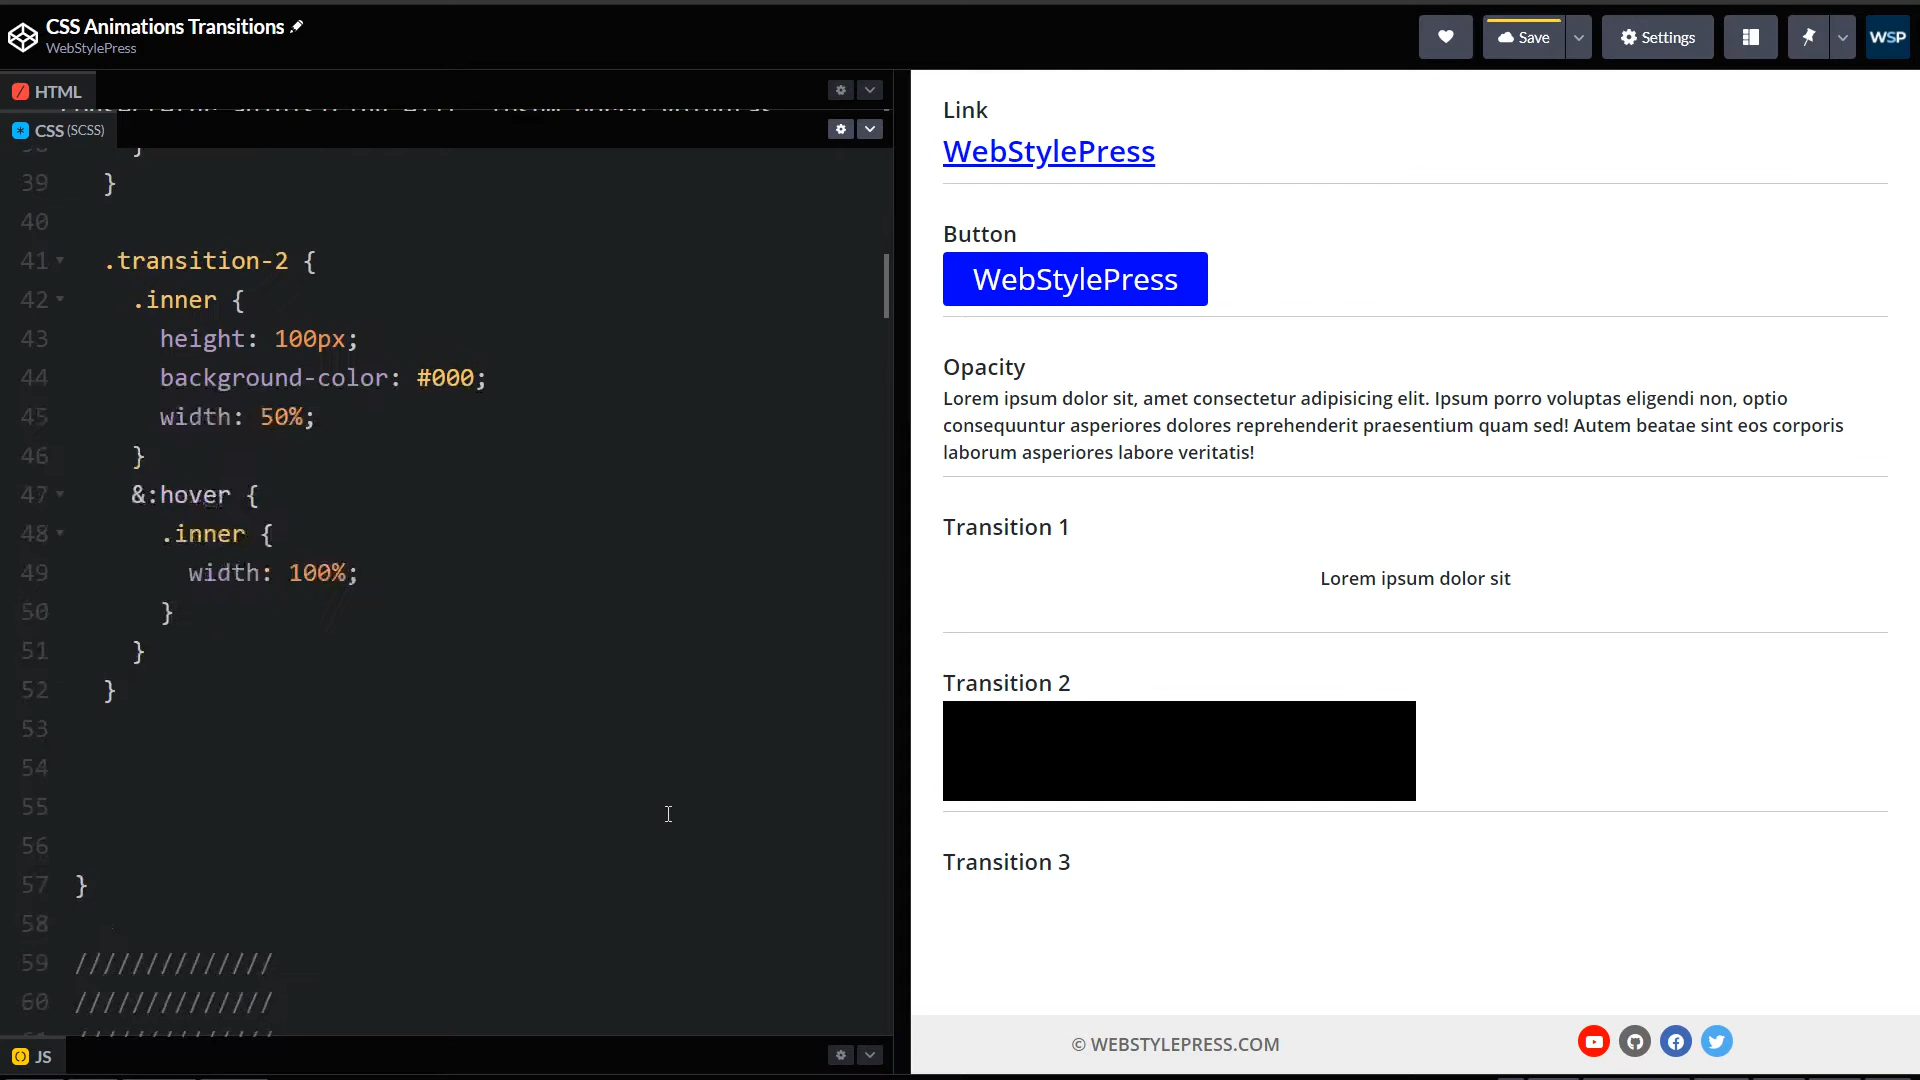 CSS Animations Transitions
WebStylePress
Save
Settings
WSP
HTML
CSS (SCSS)
39 }
40
41 .transition-2 {
42 .inner {
43 height: 100px;
44 background-color: #000;
45 width: 50%;
46 }
47 &:hover {
48 .inner {
49 width: 100%;
50 }
51 }
52 }
53
54
55
56
57 }
58
59 //////////////
60 //////////////
JS
Link
WebStylePress
Button
WebStylePress
Opacity
Lorem ipsum dolor sit, amet consectetur adipisicing elit. Ipsum porro voluptas eligendi non, optio
consequuntur asperiores dolores reprehenderit praesentium quam sed! Autem beatae sint eos corporis
laborum asperiores labore veritatis!
Transition 1
Lorem ipsum dolor sit
Transition 2
Transition 3
© WEBSTYLEPRESS.COM